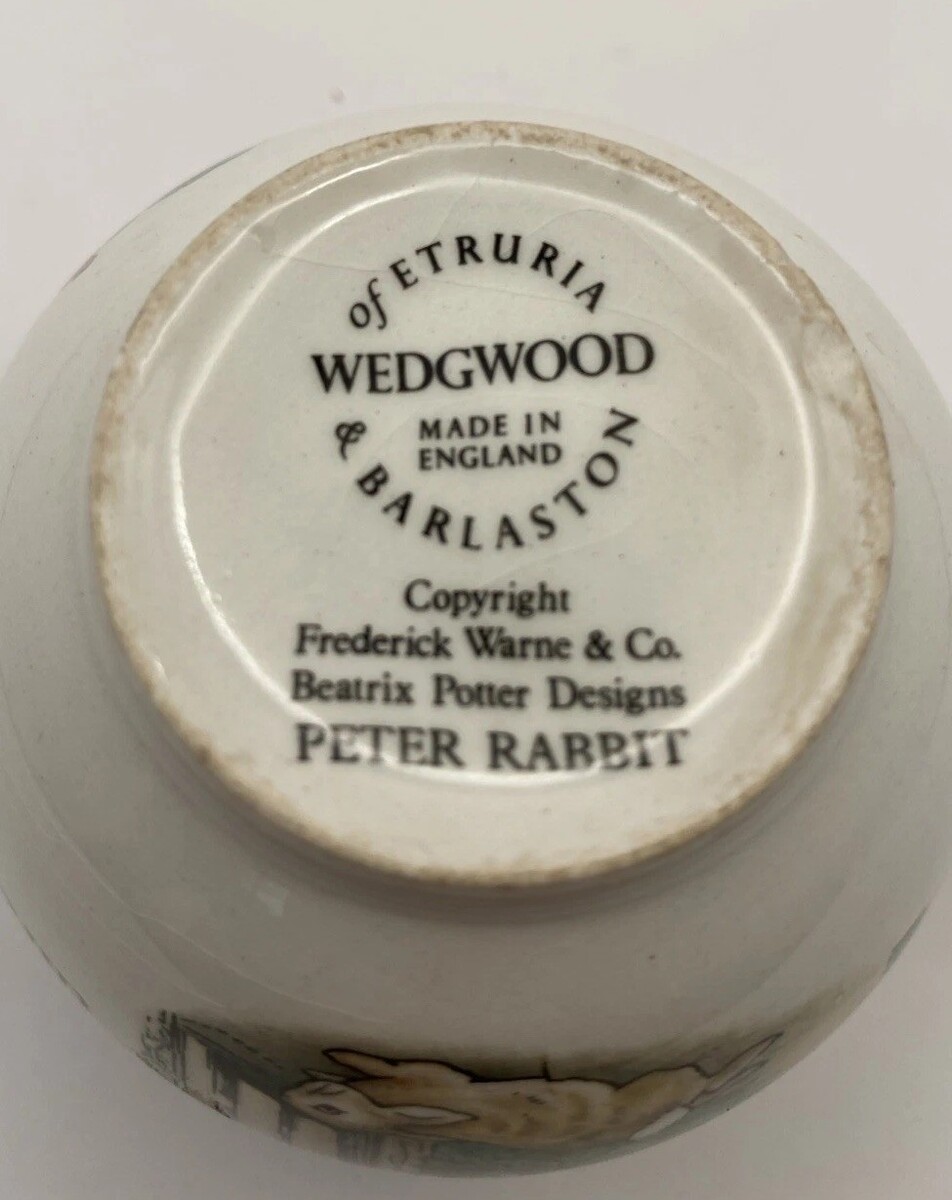 of ETRURIA
WEDGWOOD
MADE IN
ENGLAND
& BARLASTON
Copyright
Frederick Warne & Co.
Beatrix Potter Designs
PETER RABBIT